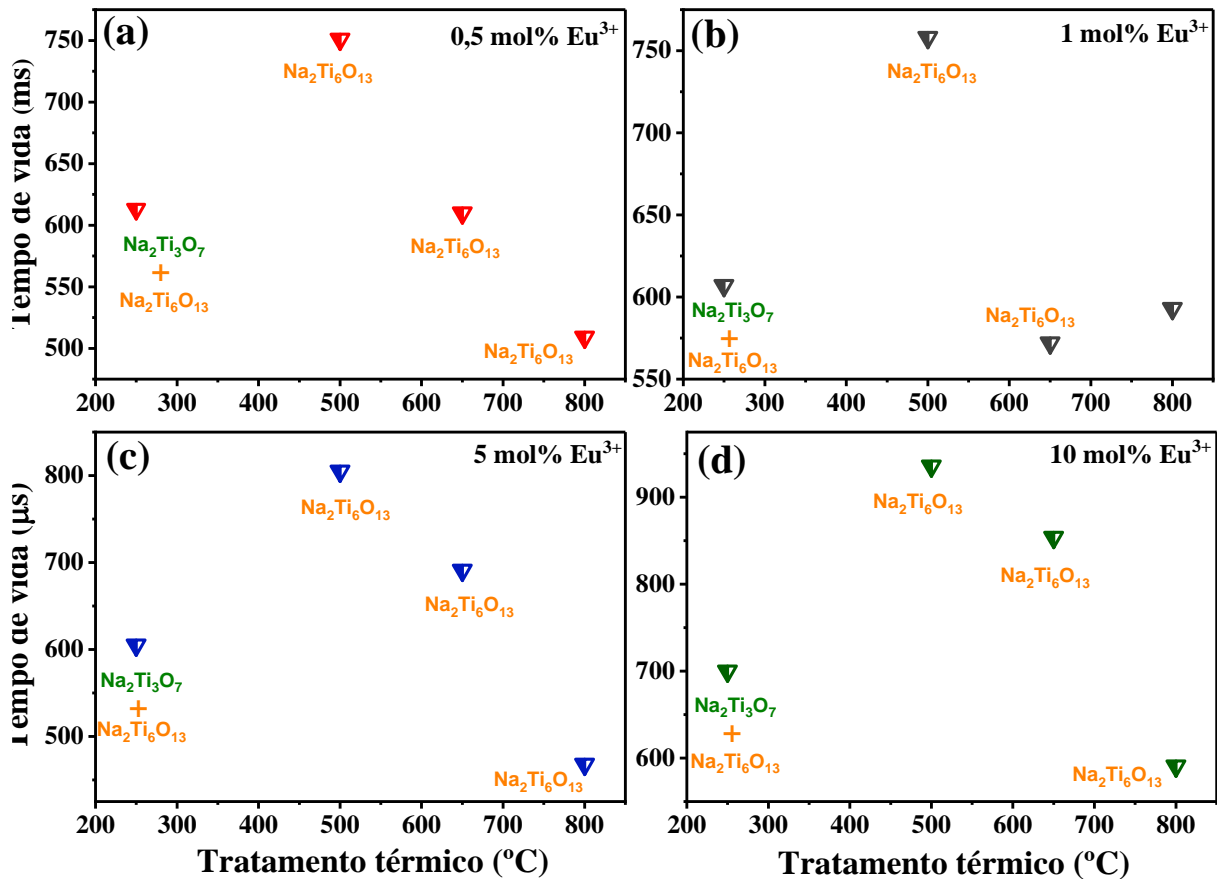 (a)
0,5 mol% Eu³⁺
750
700
650
600
550
500
Tempo de vida (ms)
Na₂Ti₆O₁₃
Na₂Ti₃O₇
+
Na₂Ti₆O₁₃
Na₂Ti₆O₁₃
Na₂Ti₆O₁₃
200 300 400 500 600 700 800
(b)
1 mol% Eu³⁺
750
700
650
600
550
Na₂Ti₆O₁₃
Na₂Ti₃O₇
+
Na₂Ti₆O₁₃
Na₂Ti₆O₁₃
200 300 400 500 600 700 800
(c)
5 mol% Eu³⁺
800
700
600
500
Tempo de vida (µs)
Na₂Ti₆O₁₃
Na₂Ti₆O₁₃
Na₂Ti₃O₇
+
Na₂Ti₆O₁₃
Na₂Ti₆O₁₃
200 300 400 500 600 700 800
Tratamento térmico (ºC)
(d)
10 mol% Eu³⁺
900
800
700
600
Na₂Ti₆O₁₃
Na₂Ti₆O₁₃
Na₂Ti₃O₇
+
Na₂Ti₆O₁₃
Na₂Ti₆O₁₃
200 300 400 500 600 700 800
Tratamento térmico (ºC)